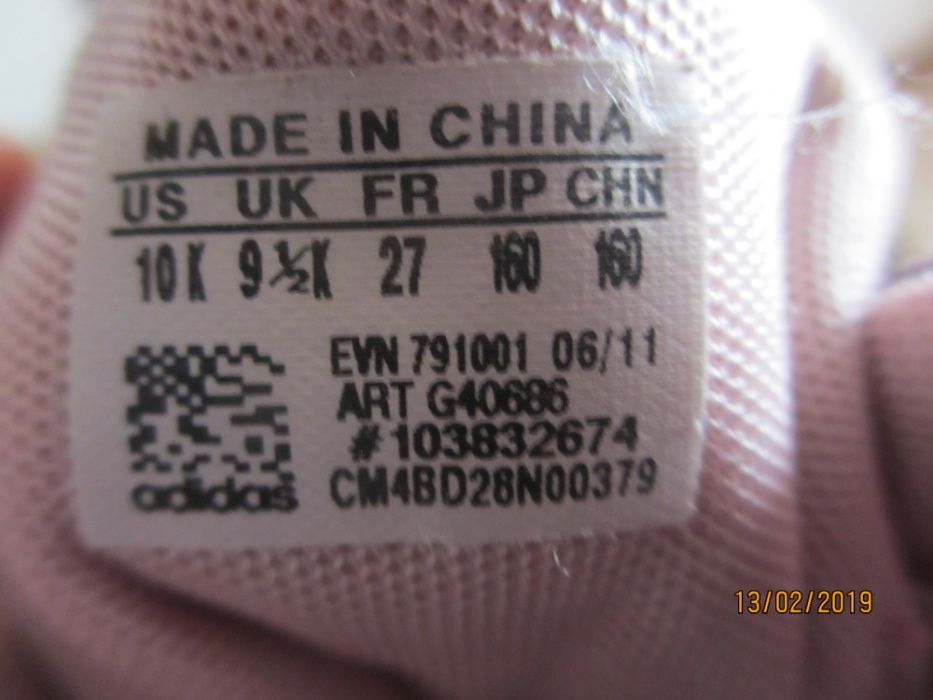 MADE IN CHINA
US UK FR JP CHN
10K 9½K 27 160 160
EVN 791001 06/11
ART G40686
#103832674
adidas CM4BD28N00379
13/02/2019